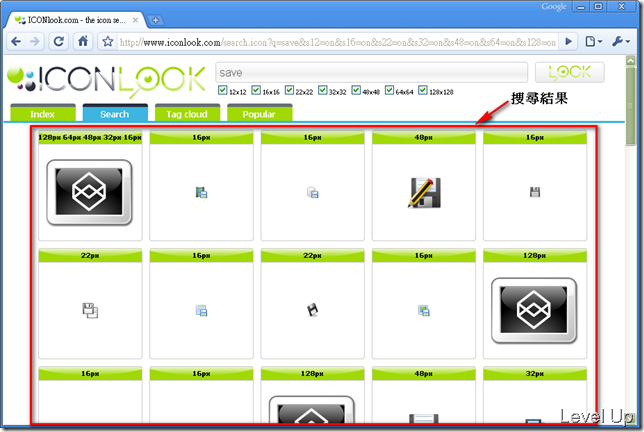 Google
ICONlook.com - the icon se...
http://www.iconlook.com/search.icon?q=save&s12=on&s16=on&s22=on&s32=on&s48=on&s64=on&s128=on
ICONLOOK
save
LOOK
12x12 16x16 22x22 32x32 48x48 64x64 128x128
搜尋結果
Index Search Tag cloud Popular
128px 64px 48px 32px 16px 16px 16px 48px 16px
22px 16px 22px 16px 128px
16px 16px 128px 48px 32px
Level Up